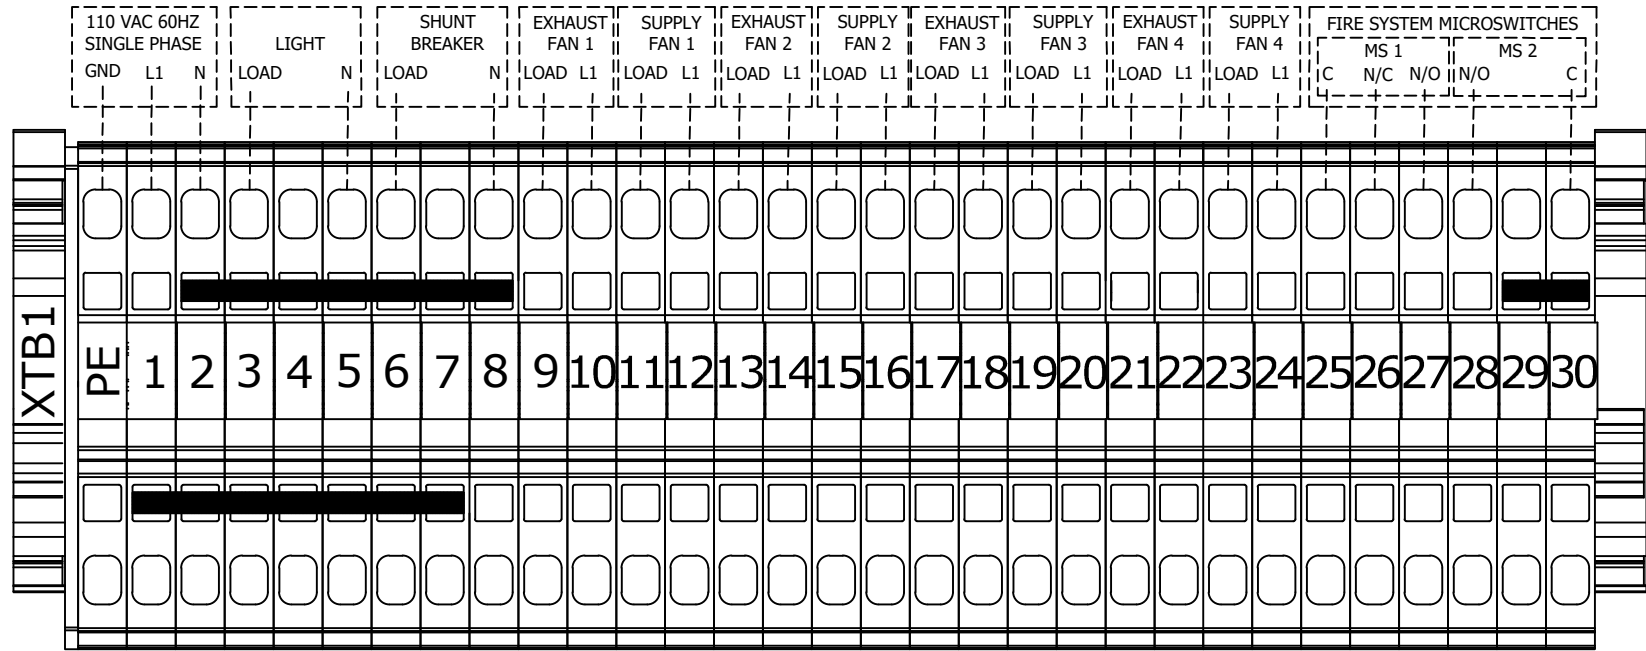 110 VAC 60HZ
SINGLE PHASE
GND L1 N
LIGHT
LOAD N
SHUNT
BREAKER
LOAD N
EXHAUST
FAN 1
LOAD L1
SUPPLY
FAN 1
LOAD L1
EXHAUST
FAN 2
LOAD L1
SUPPLY
FAN 2
LOAD L1
EXHAUST
FAN 3
LOAD L1
SUPPLY
FAN 3
LOAD L1
EXHAUST
FAN 4
LOAD L1
SUPPLY
FAN 4
LOAD L1
FIRE SYSTEM MICROSWITCHES
MS 1
C N/C N/O
MS 2
N/O C
XTB1
PE 1 2 3 4 5 6 7 8 9 10 11 12 13 14 15 16 17 18 19 20 21 22 23 24 25 26 27 28 29 30